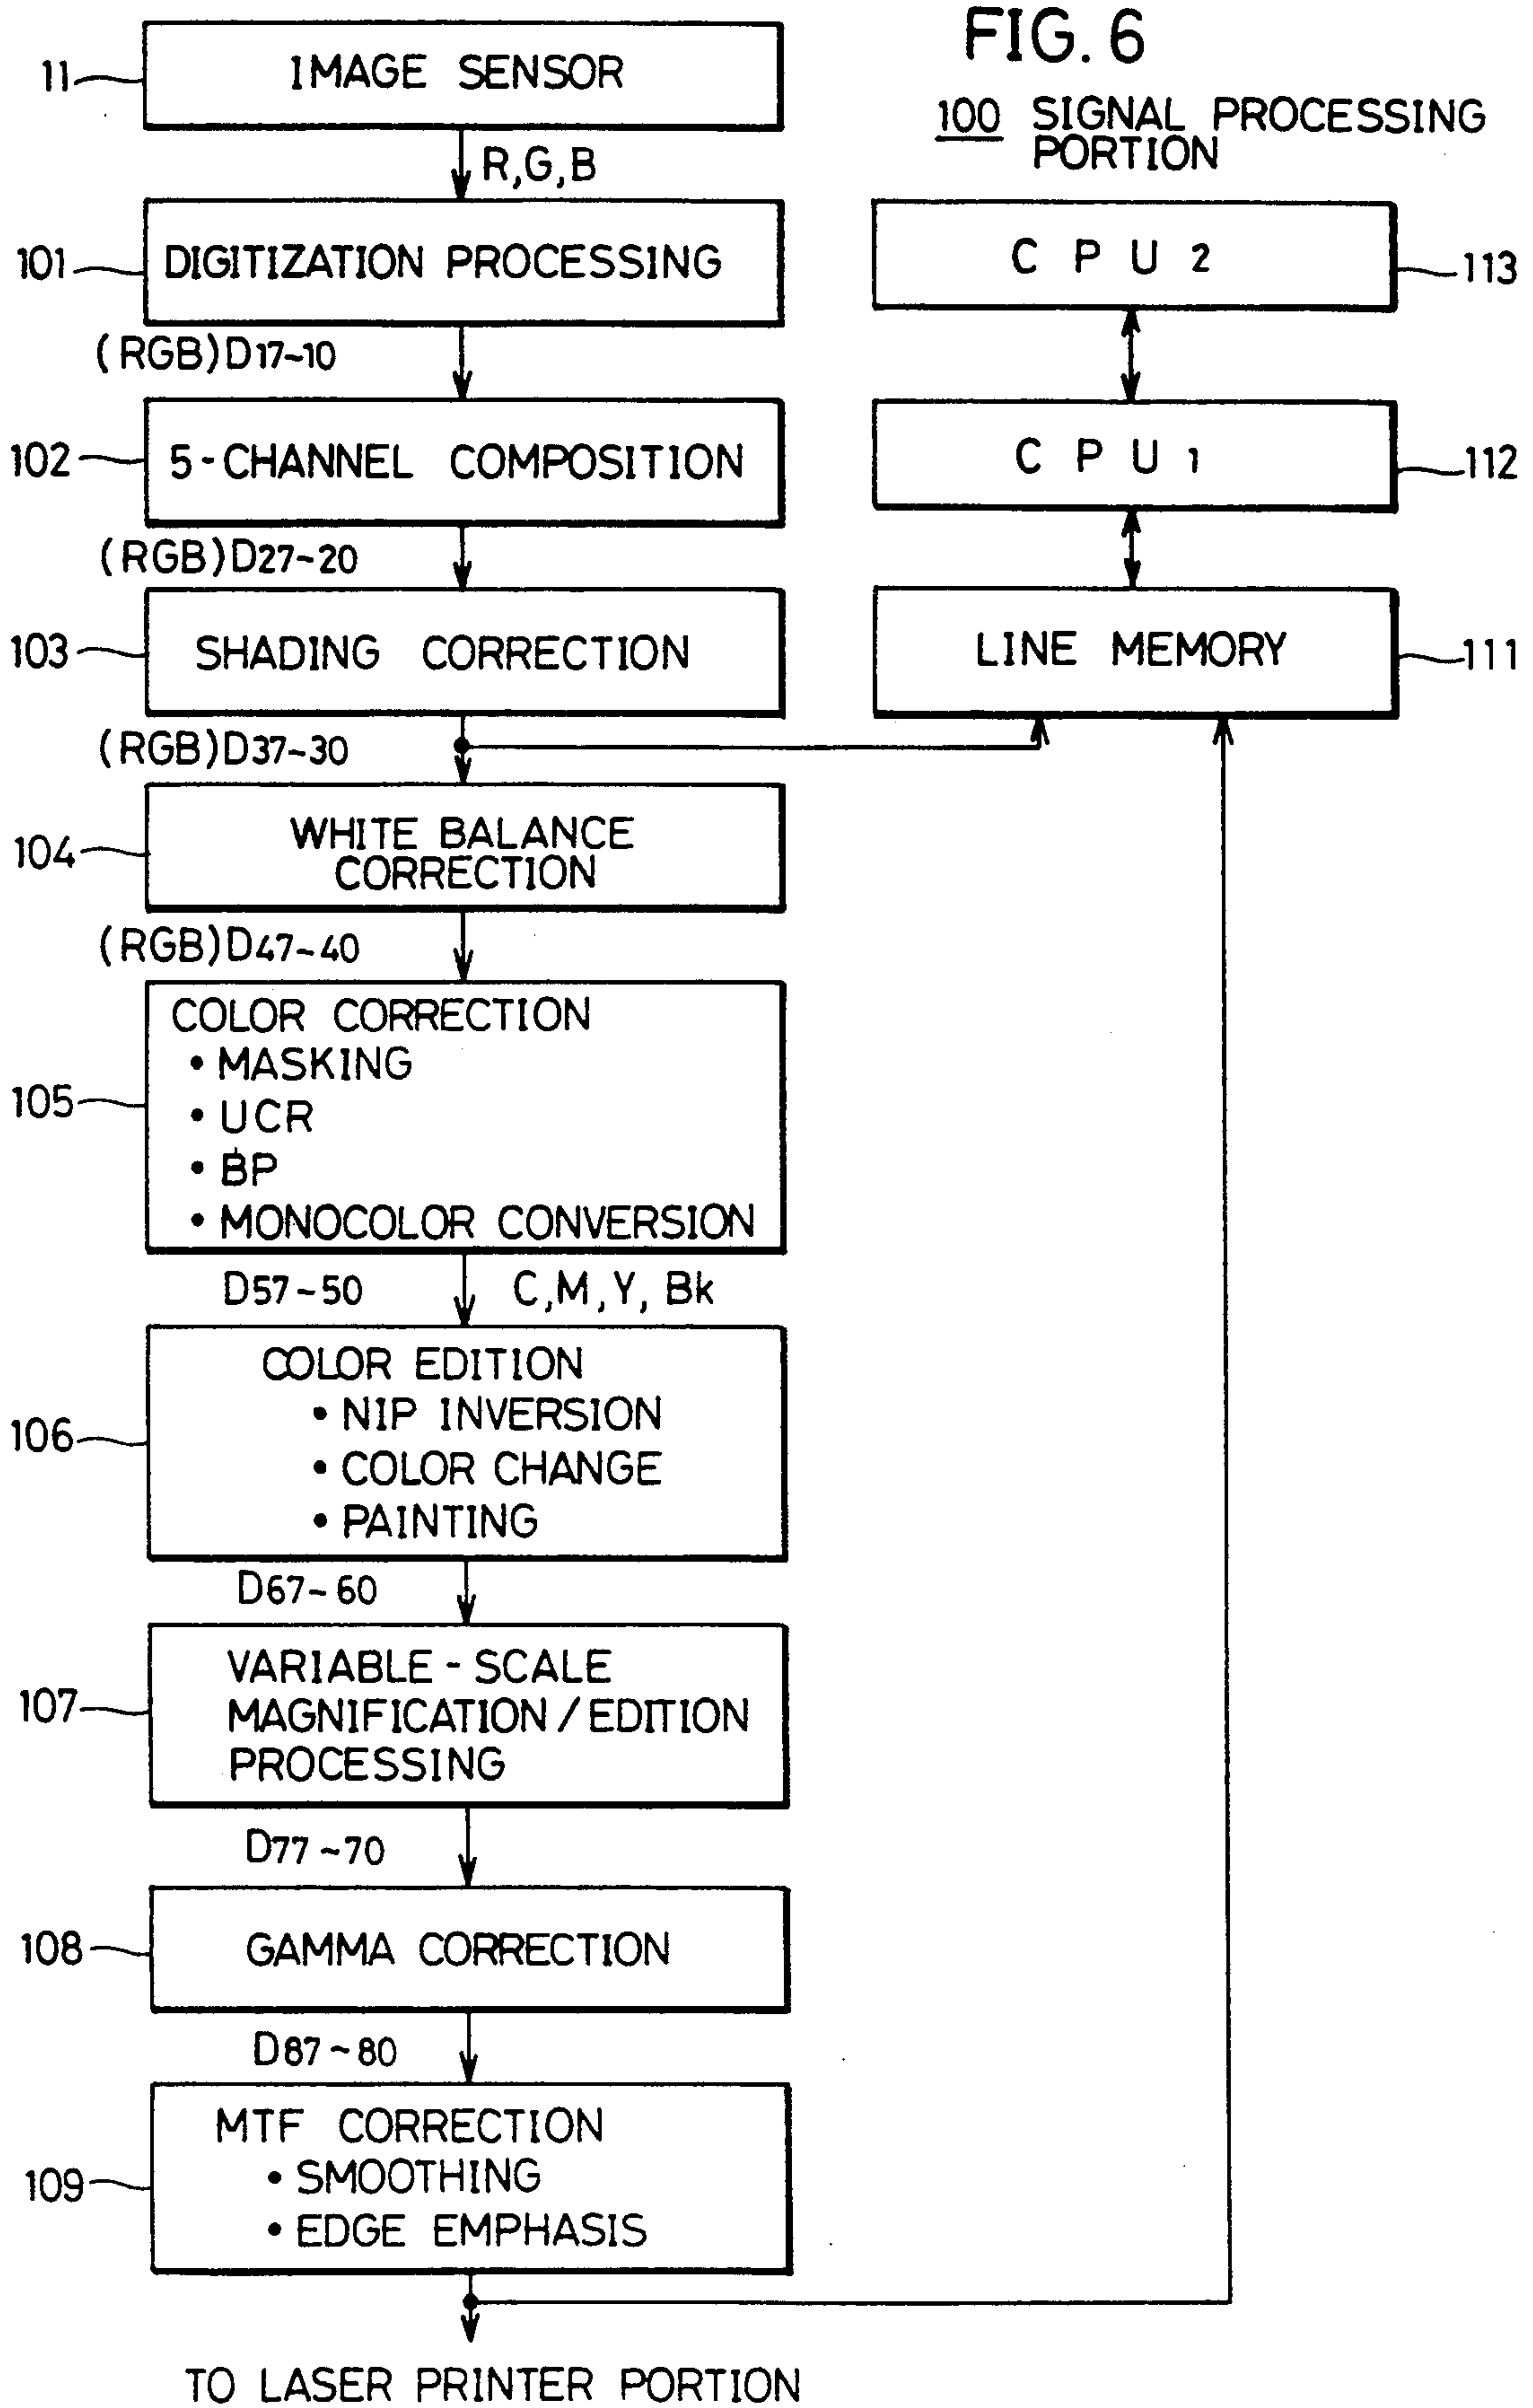 FIG. 6
100 SIGNAL PROCESSING
PORTION
11
IMAGE SENSOR
R,G,B
101
DIGITIZATION PROCESSING
(RGB)D17~10
102
5-CHANNEL COMPOSITION
(RGB)D27~20
103
SHADING CORRECTION
(RGB)D37~30
104
WHITE BALANCE
CORRECTION
(RGB)D47~40
105
COLOR CORRECTION
• MASKING
• UCR
• BP
• MONOCOLOR CONVERSION
D57~50
C,M,Y,Bk
106
COLOR EDITION
• NIP INVERSION
• COLOR CHANGE
• PAINTING
D67~60
107
VARIABLE-SCALE
MAGNIFICATION/EDITION
PROCESSING
D77~70
108
GAMMA CORRECTION
D87~80
109
MTF CORRECTION
• SMOOTHING
• EDGE EMPHASIS
TO LASER PRINTER PORTION
CPU2
113
CPU1
112
LINE MEMORY
111